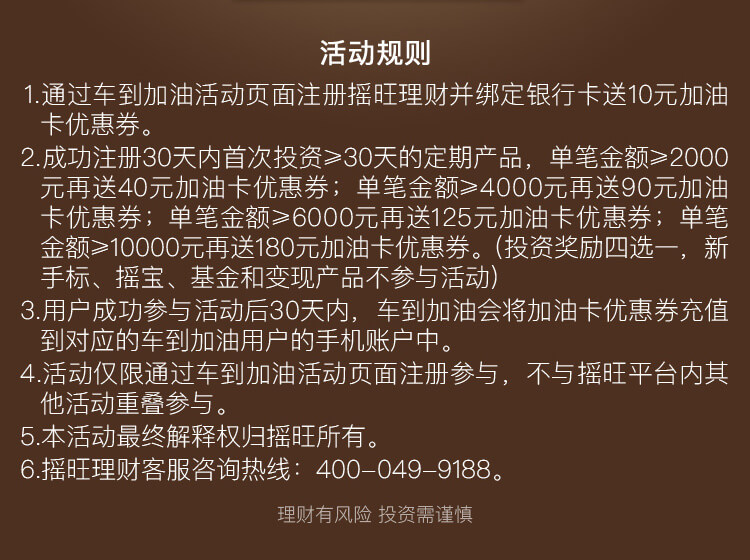 活动规则
1.通过车到加油活动页面注册摇旺理财并绑定银行卡送10元加油
卡优惠券。
2.成功注册30天内首次投资≥30天的定期产品，单笔金额≥2000
元再送40元加油卡优惠券；单笔金额≥4000元再送90元加油
卡优惠券；单笔金额≥6000元再送125元加油卡优惠券；单笔
金额≥10000元再送180元加油卡优惠券。(投资奖励四选一，新
手标、摇宝、基金和变现产品不参与活动)
3.用户成功参与活动后30天内，车到加油会将加油卡优惠券充值
到对应的车到加油用户的手机账户中。
4.活动仅限通过车到加油活动页面注册参与，不与摇旺平台内其
他活动重叠参与。
5.本活动最终解释权归摇旺所有。
6.摇旺理财客服咨询热线：400-049-9188。
理财有风险 投资需谨慎